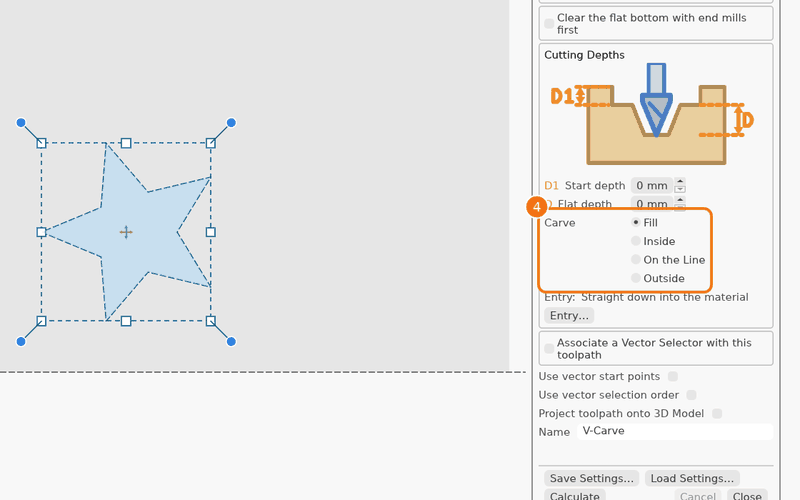 Clear the flat bottom with end mills
first
Cutting Depths
D1
D
D1 Start depth 0 mm
4
D Flat depth 0 mm
Carve
Fill
Inside
On the Line
Outside
Entry: Straight down into the material
Entry...
Associate a Vector Selector with this
toolpath
Use vector start points
Use vector selection order
Project toolpath onto 3D Model
Name V-Carve
Save Settings... Load Settings...
Calculate Cancel Close